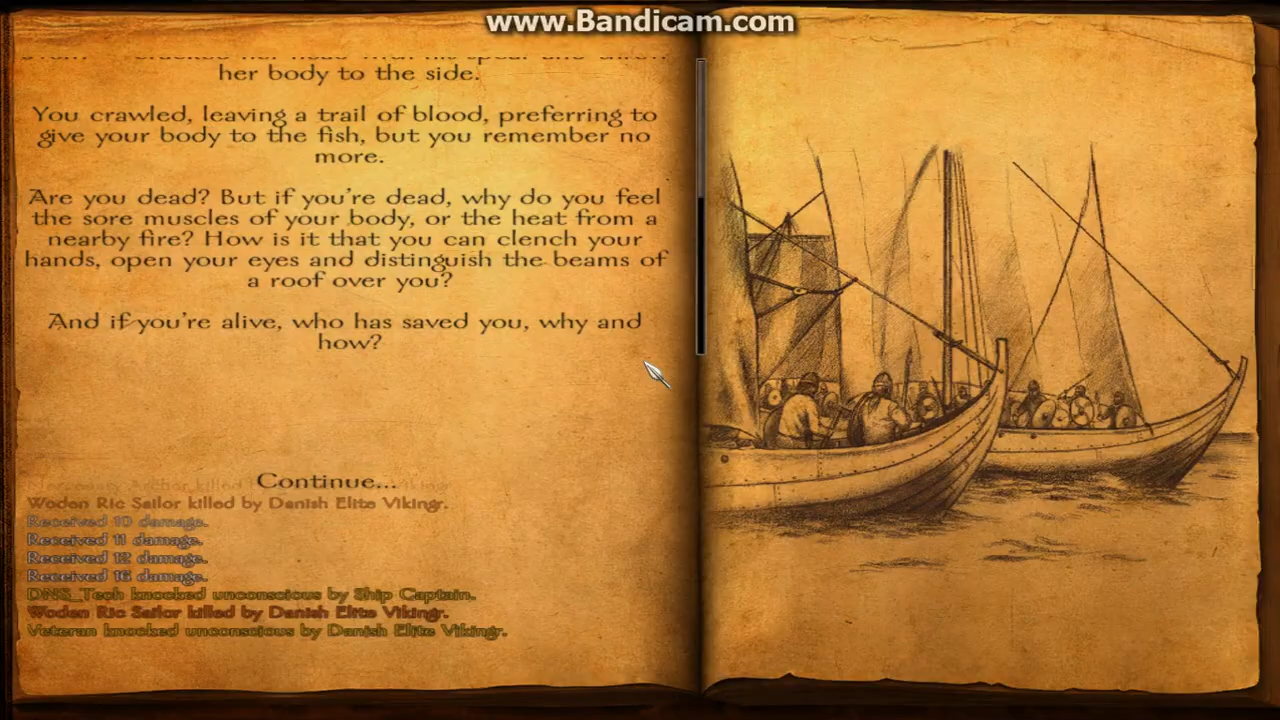 www.Bandicam.com
her body to the side.
You crawled, leaving a trail of blood, preferring to
give your body to the fish, but you remember no
more.
Are you dead? But if you're dead, why do you feel
the sore muscles of your body, or the heat from a
nearby fire? How is it that you can clench your
hands, open your eyes and distinguish the beams of
a roof over you?
And if you're alive, who has saved you, why and
how?
Continue...
Archer killed
Woden Ric Sailor killed by Danish Elite Vikingr.
Received 10 damage.
Received 11 damage.
Received 12 damage.
Received 16 damage.
DNS_Tech knocked unconscious by Ship Captain.
Woden Ric Sailor killed by Danish Elite Vikingr.
Veteran knocked unconscious by Danish Elite Vikingr.